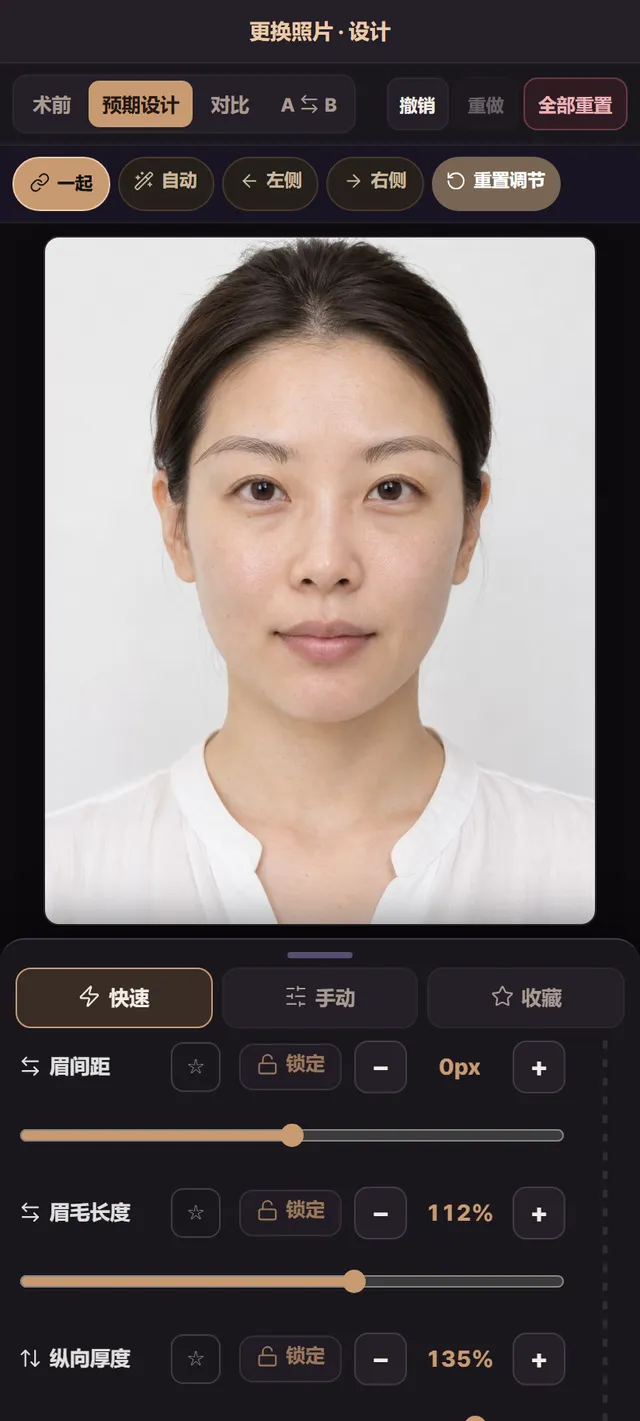 更换照片 · 设计
术前 预期设计 对比 A ⇆ B 撤销 重做 全部重置
一起 自动 ← 左侧 → 右侧 重置调节
快速 手动 收藏
眉间距 ☆ 锁定 − 0px +
眉毛长度 ☆ 锁定 − 112% +
纵向厚度 ☆ 锁定 − 135% +